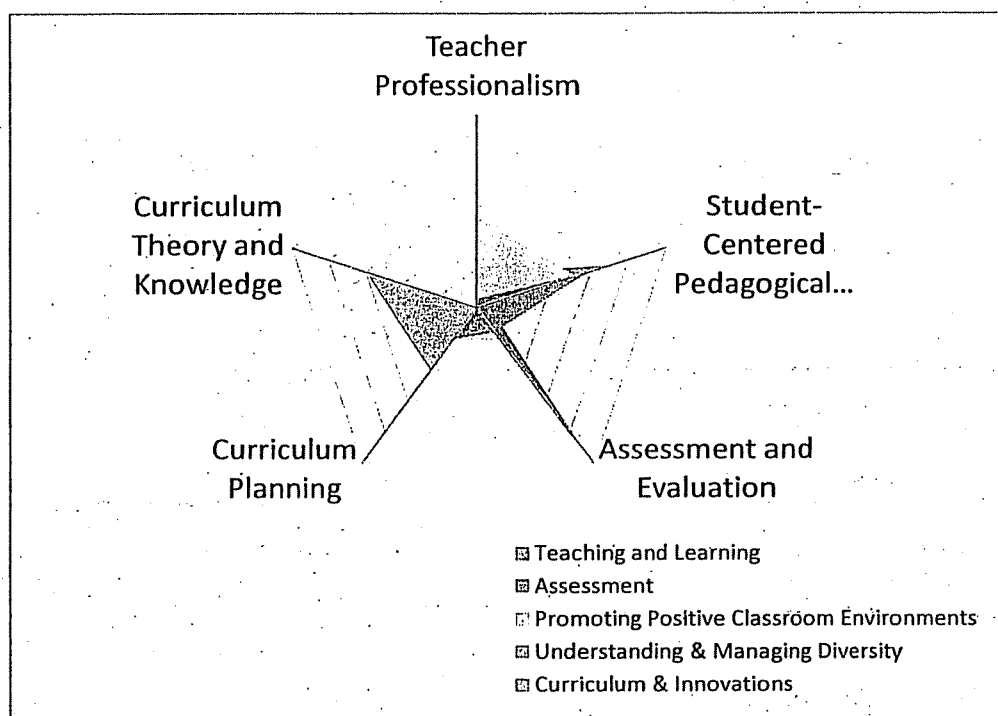 Teacher
Professionalism
Curriculum
Theory and
Knowledge
Student-
Centered
Pedagogical...
Curriculum
Planning
Assessment and
Evaluation
Teaching and Learning
Assessment
Promoting Positive Classroom Environments
Understanding & Managing Diversity
Curriculum & Innovations